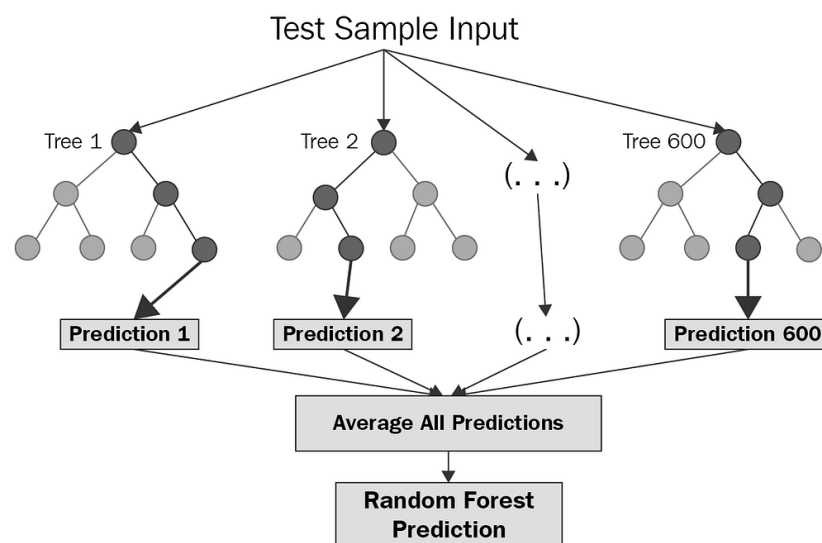 Test Sample Input
Tree 1
Tree 2
Tree 600
(. . .)
Prediction 1
Prediction 2
(. . .)
Prediction 600
Average All Predictions
Random Forest
Prediction